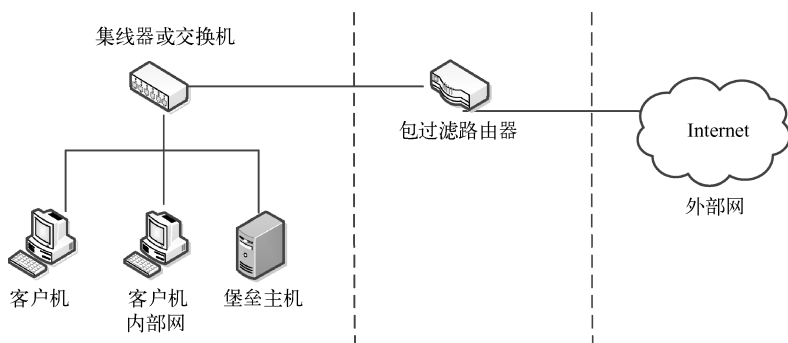 集线器或交换机
包过滤路由器
Internet
外部网
客户机
客户机
内部网
堡垒主机